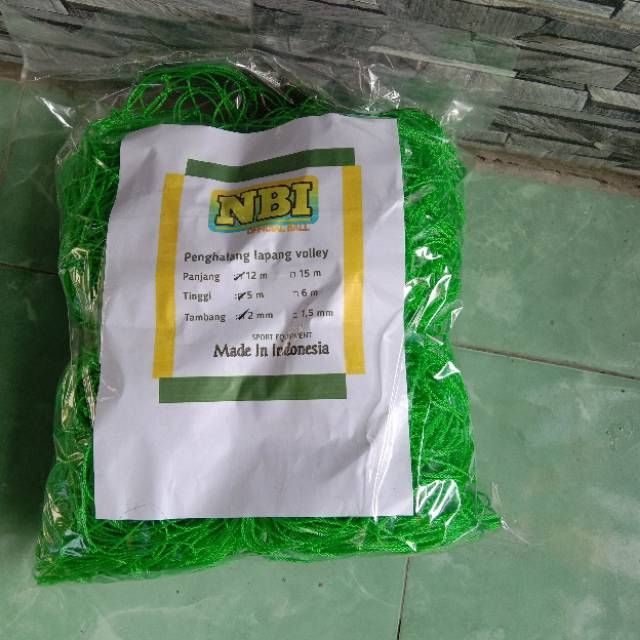 NBI
OFFICIAL BALL
Penghalang lapang volley
Panjang : ✓ 12 m □ 15 m
Tinggi : ✓ 5 m □ 6 m
Tambang : ✓ 2 mm □ 1,5 mm
SPORT EQUIPMENT
Made In Indonesia